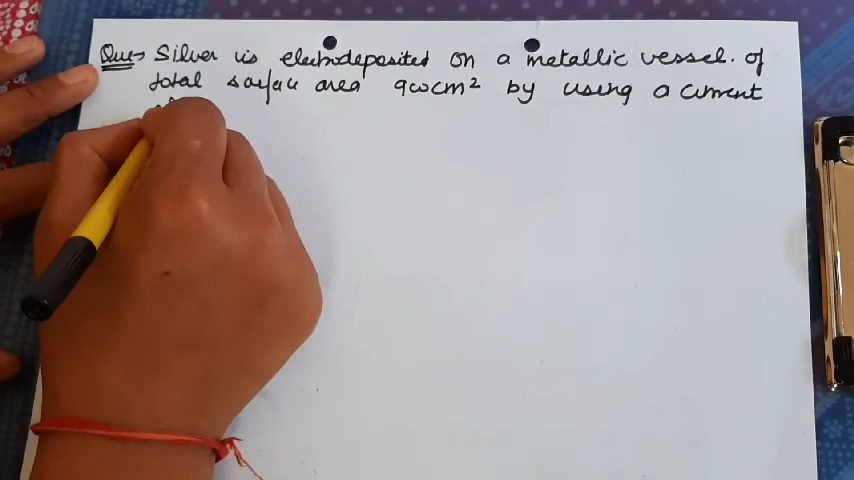 Que→ Silver is electrodeposited on a metallic vessel. of
total surface area 900cm² by using a current